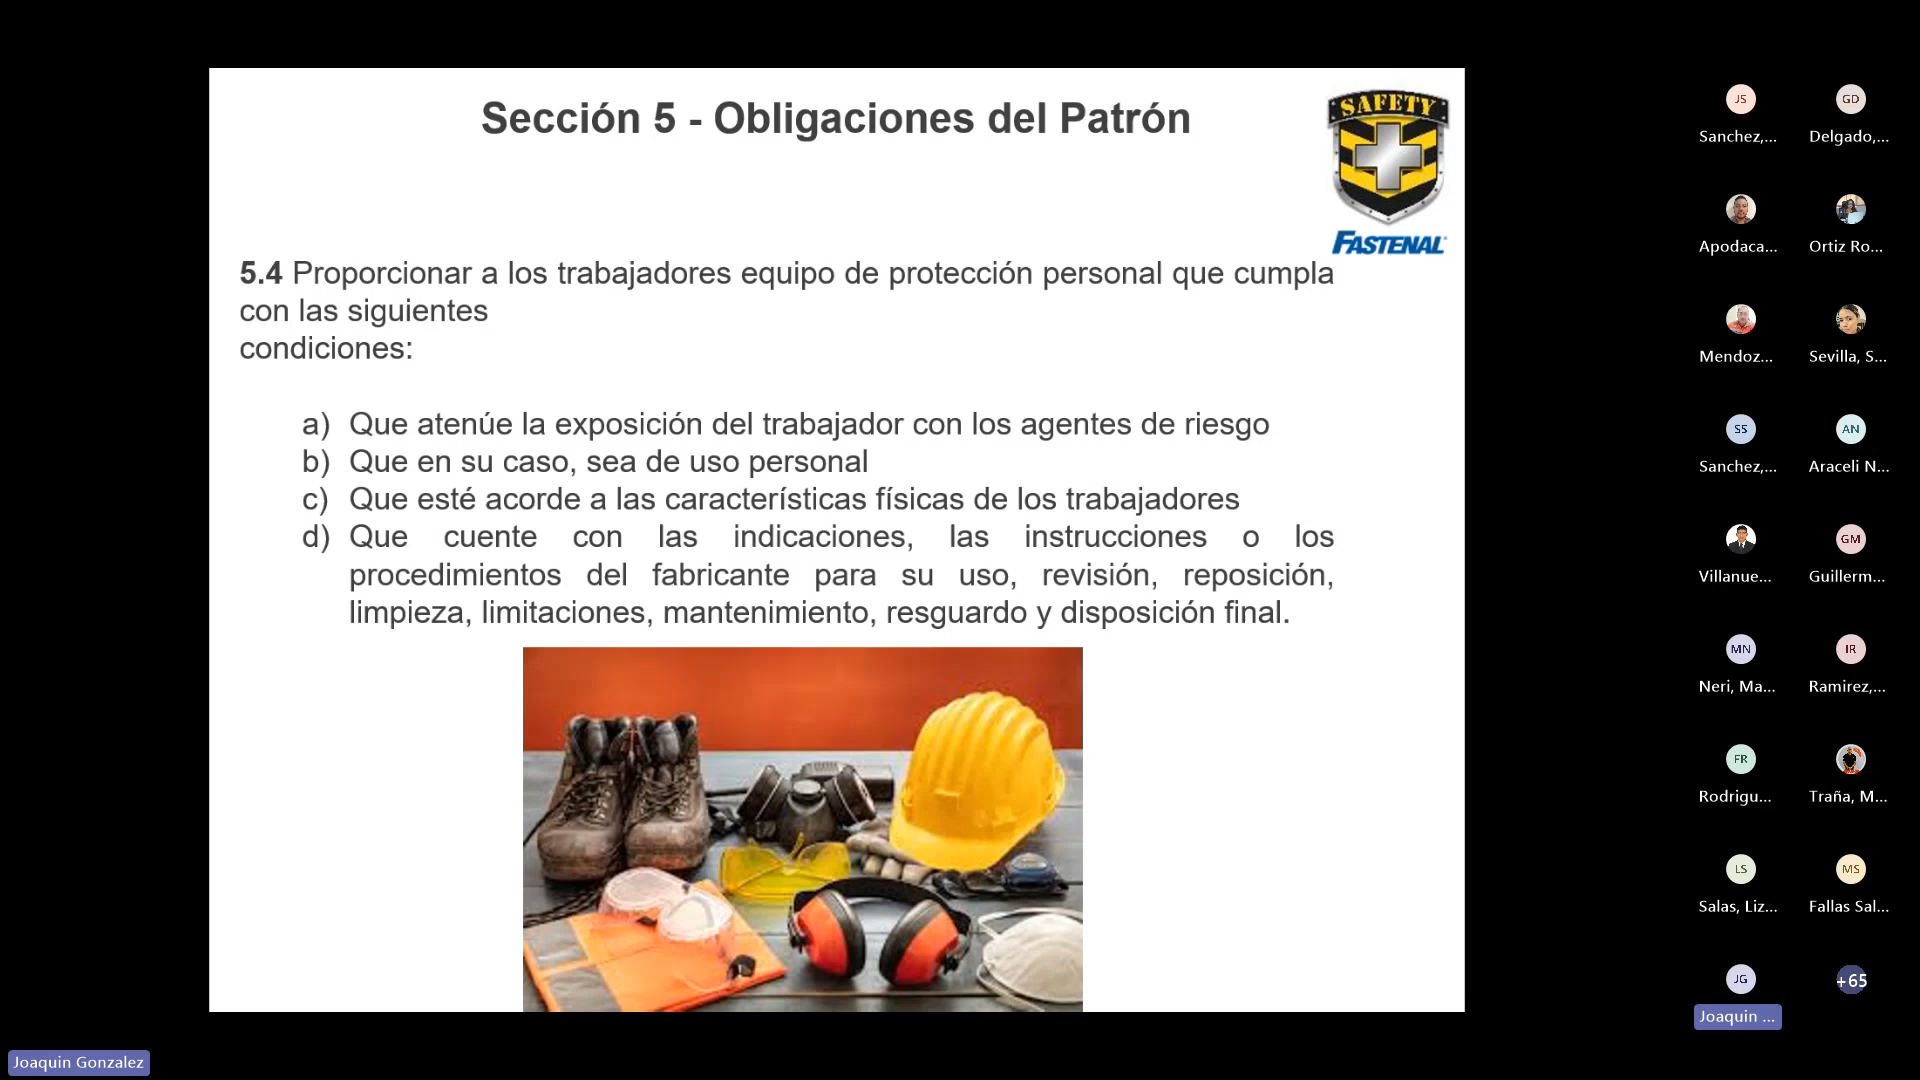 Sección 5 - Obligaciones del Patrón
SAFETY
FASTENAL
5.4 Proporcionar a los trabajadores equipo de protección personal que cumpla
con las siguientes
condiciones:
a) Que atenúe la exposición del trabajador con los agentes de riesgo
b) Que en su caso, sea de uso personal
c) Que esté acorde a las características físicas de los trabajadores
d) Que cuente con las indicaciones, las instrucciones o los
procedimientos del fabricante para su uso, revisión, reposición,
limpieza, limitaciones, mantenimiento, resguardo y disposición final.
JS GD
Sanchez,... Delgado,...
Apodaca... Ortiz Ro...
Mendoz... Sevilla, S...
SS AN
Sanchez,... Araceli N...
GM
Villanue... Guillerm...
MN IR
Neri, Ma... Ramirez,...
FR
Rodrigu... Traña, M...
LS MS
Salas, Liz... Fallas Sal...
JG +65
Joaquin ...
Joaquin Gonzalez